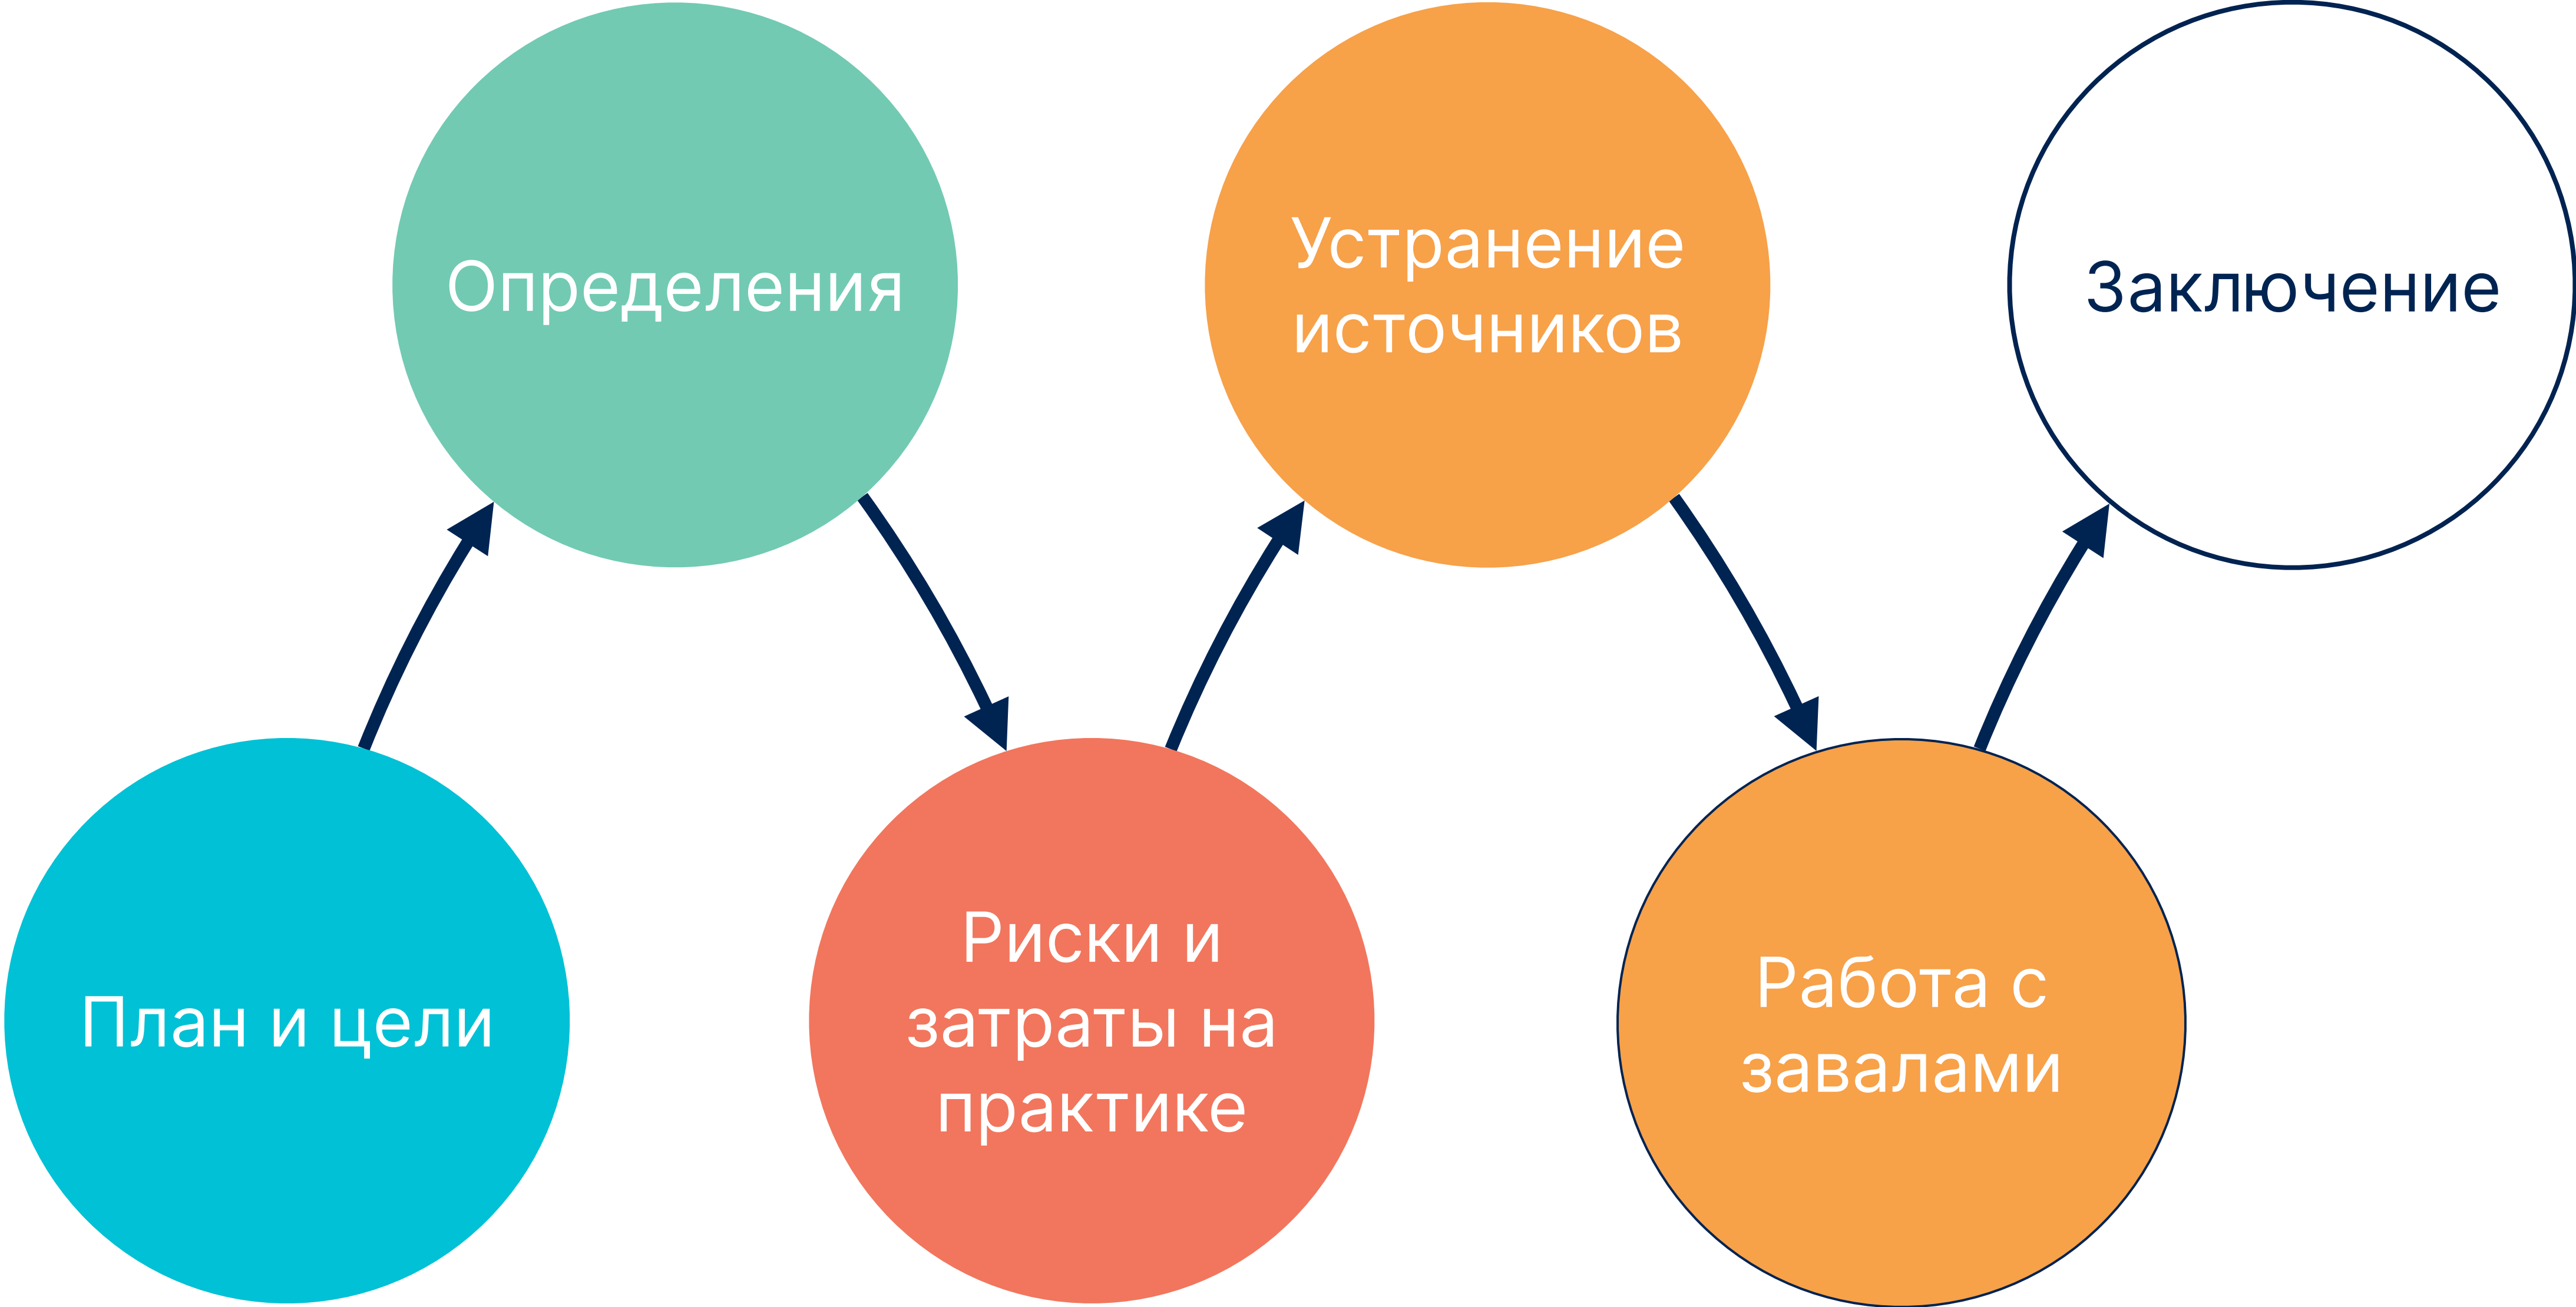 План и цели
Определения
Риски и
затраты на
практике
Устранение
источников
Работа с
завалами
Заключение